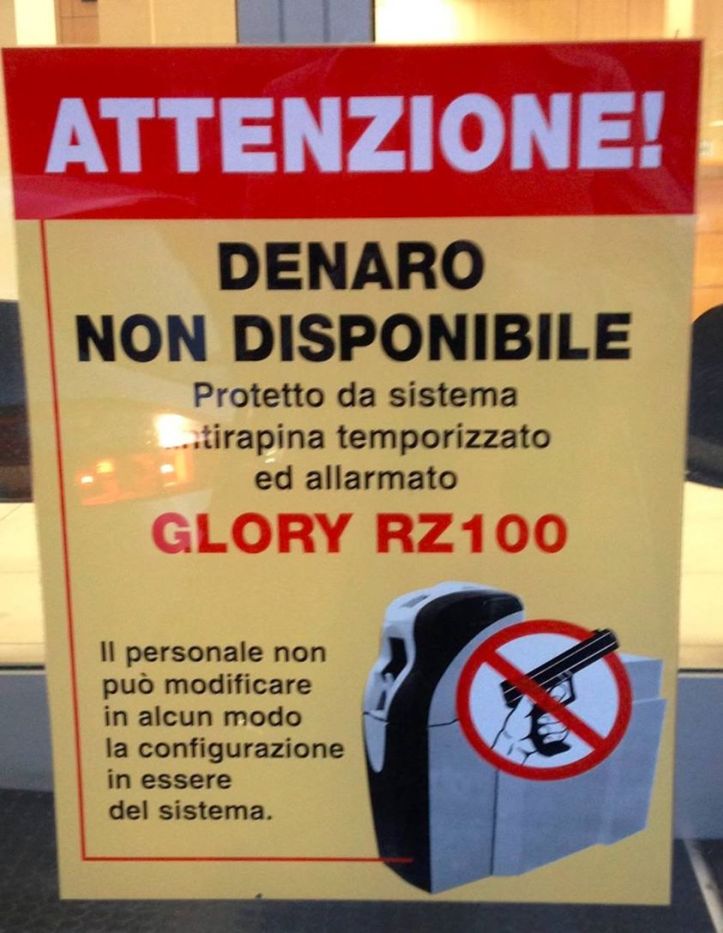 ATTENZIONE!
DENARO
NON DISPONIBILE
Protetto da sistema
antirapina temporizzato
ed allarmato
GLORY RZ100
Il personale non
può modificare
in alcun modo
la configurazione
in essere
del sistema.